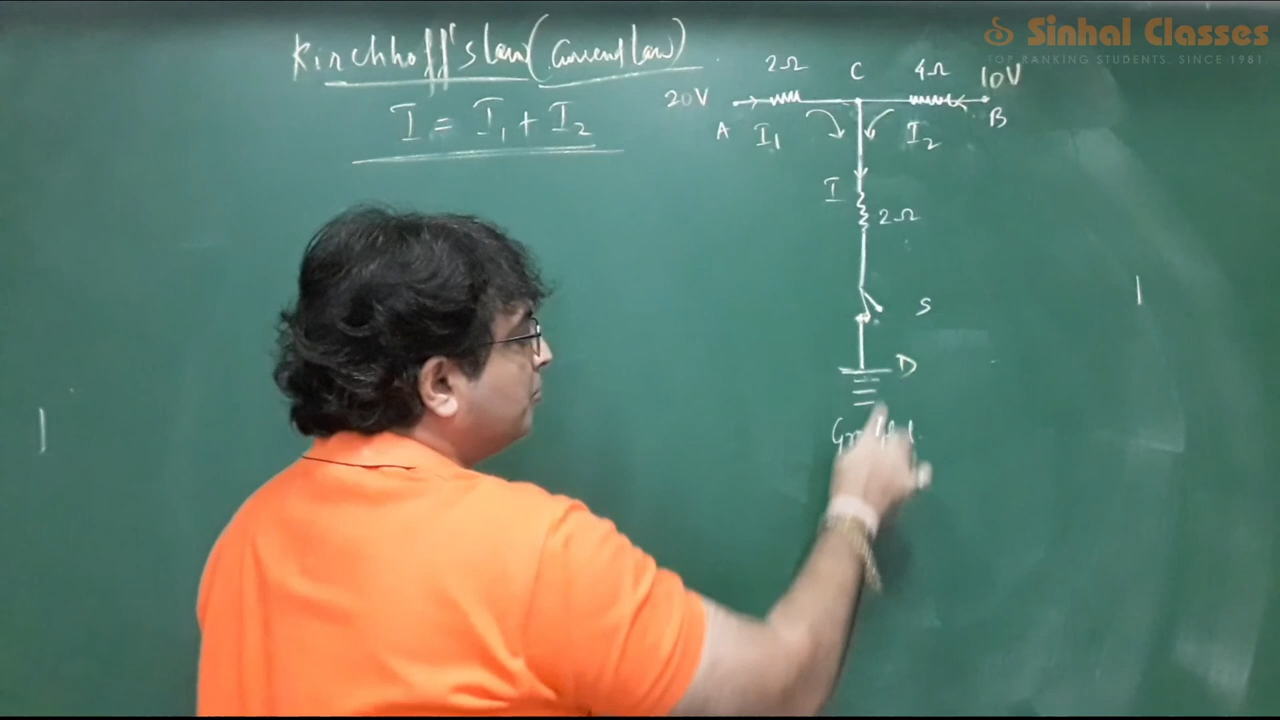 Sinhal Classes
TOP RANKING STUDENTS. SINCE 1981.
Kirchhoff's law (Current law)
I = I₁ + I₂
2Ω C 4Ω 10V
20V
A I₁ I₂ B
I
2Ω
S
D